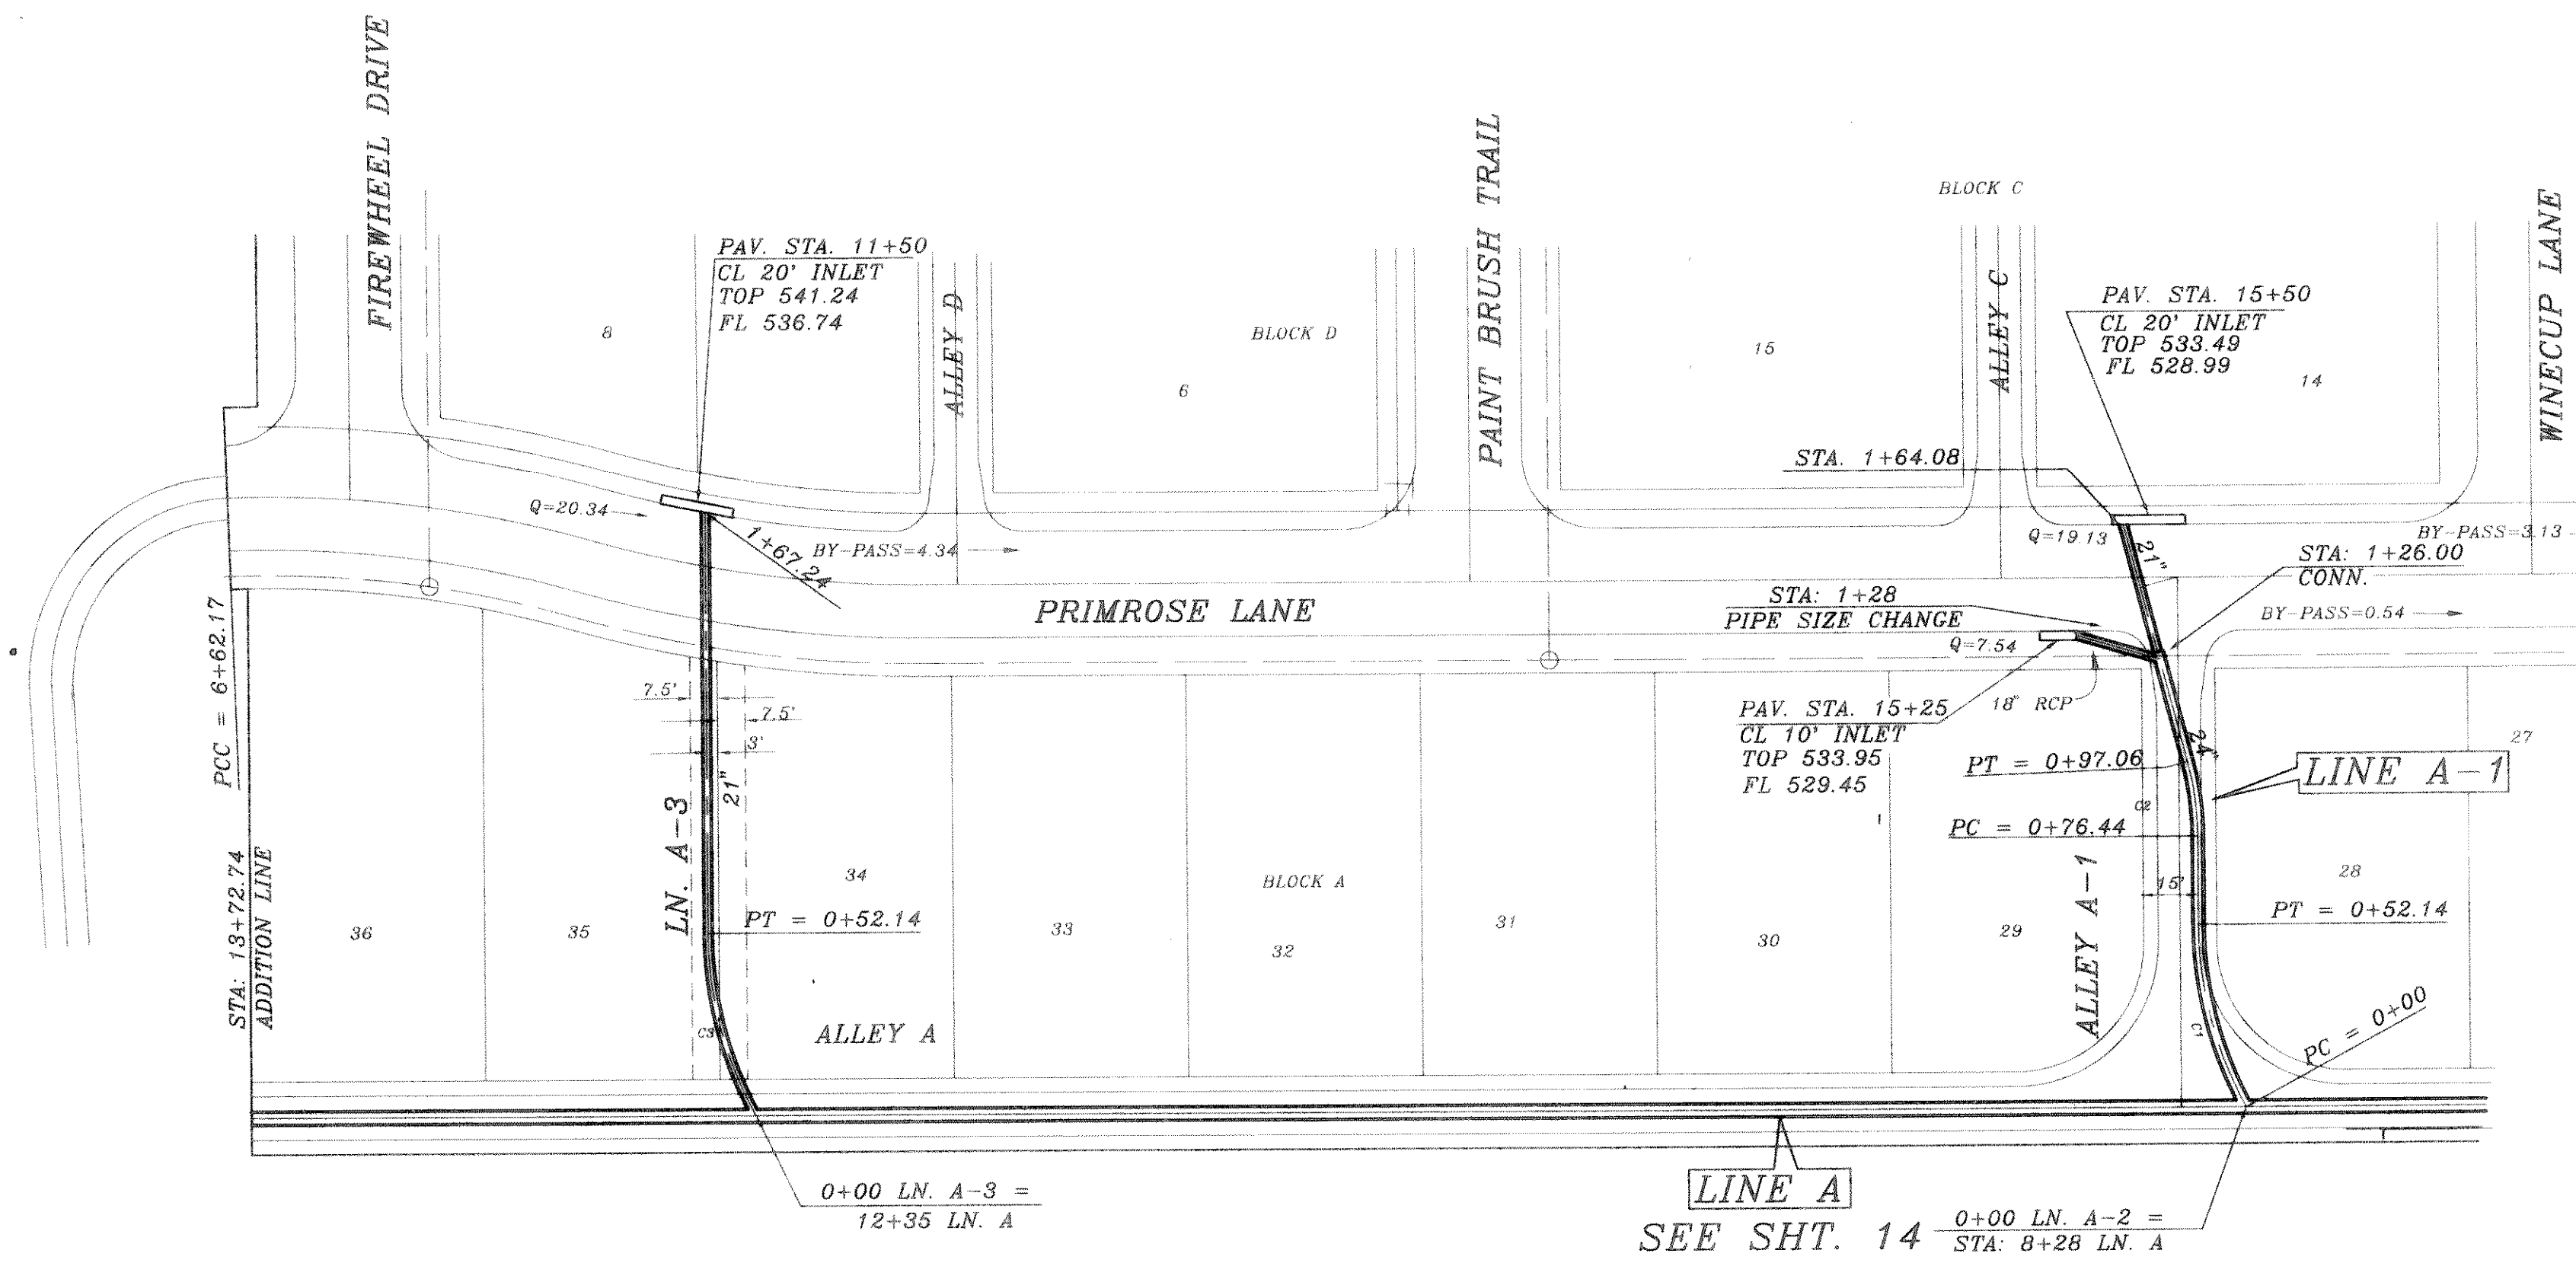 FIREWHEEL DRIVE
PAINT BRUSH TRAIL
BLOCK C
WINECUP LANE
PAV. STA. 11+50
CL 20' INLET
TOP 541.24
FL 536.74
8
ALLEY D
BLOCK D
6
15
ALLEY C
PAV. STA. 15+50
CL 20' INLET
TOP 533.49
FL 528.99
14
STA. 1+64.08
Q=20.34
1+67.24
BY-PASS=4.34
Q=19.13
21"
BY-PASS=3.13
STA: 1+26.00
CONN.
PRIMROSE LANE
STA: 1+28
PIPE SIZE CHANGE
BY-PASS=0.54
Q=7.54
PCC = 6+62.17
7.5'
7.5'
3'
21"
LN. A-3
18" RCP
PAV. STA. 15+25
CL 10' INLET
TOP 533.95
FL 529.45
24"
27
PT = 0+97.06
LINE A-1
C2
PC = 0+76.44
STA: 13+72.74
ADDITION LINE
36
35
34
PT = 0+52.14
33
BLOCK A
32
31
30
29
ALLEY A-1
15'
28
PT = 0+52.14
C3
ALLEY A
C1
PC = 0+00
0+00 LN. A-3 =
12+35 LN. A
LINE A
SEE SHT. 14
0+00 LN. A-2 =
STA: 8+28 LN. A